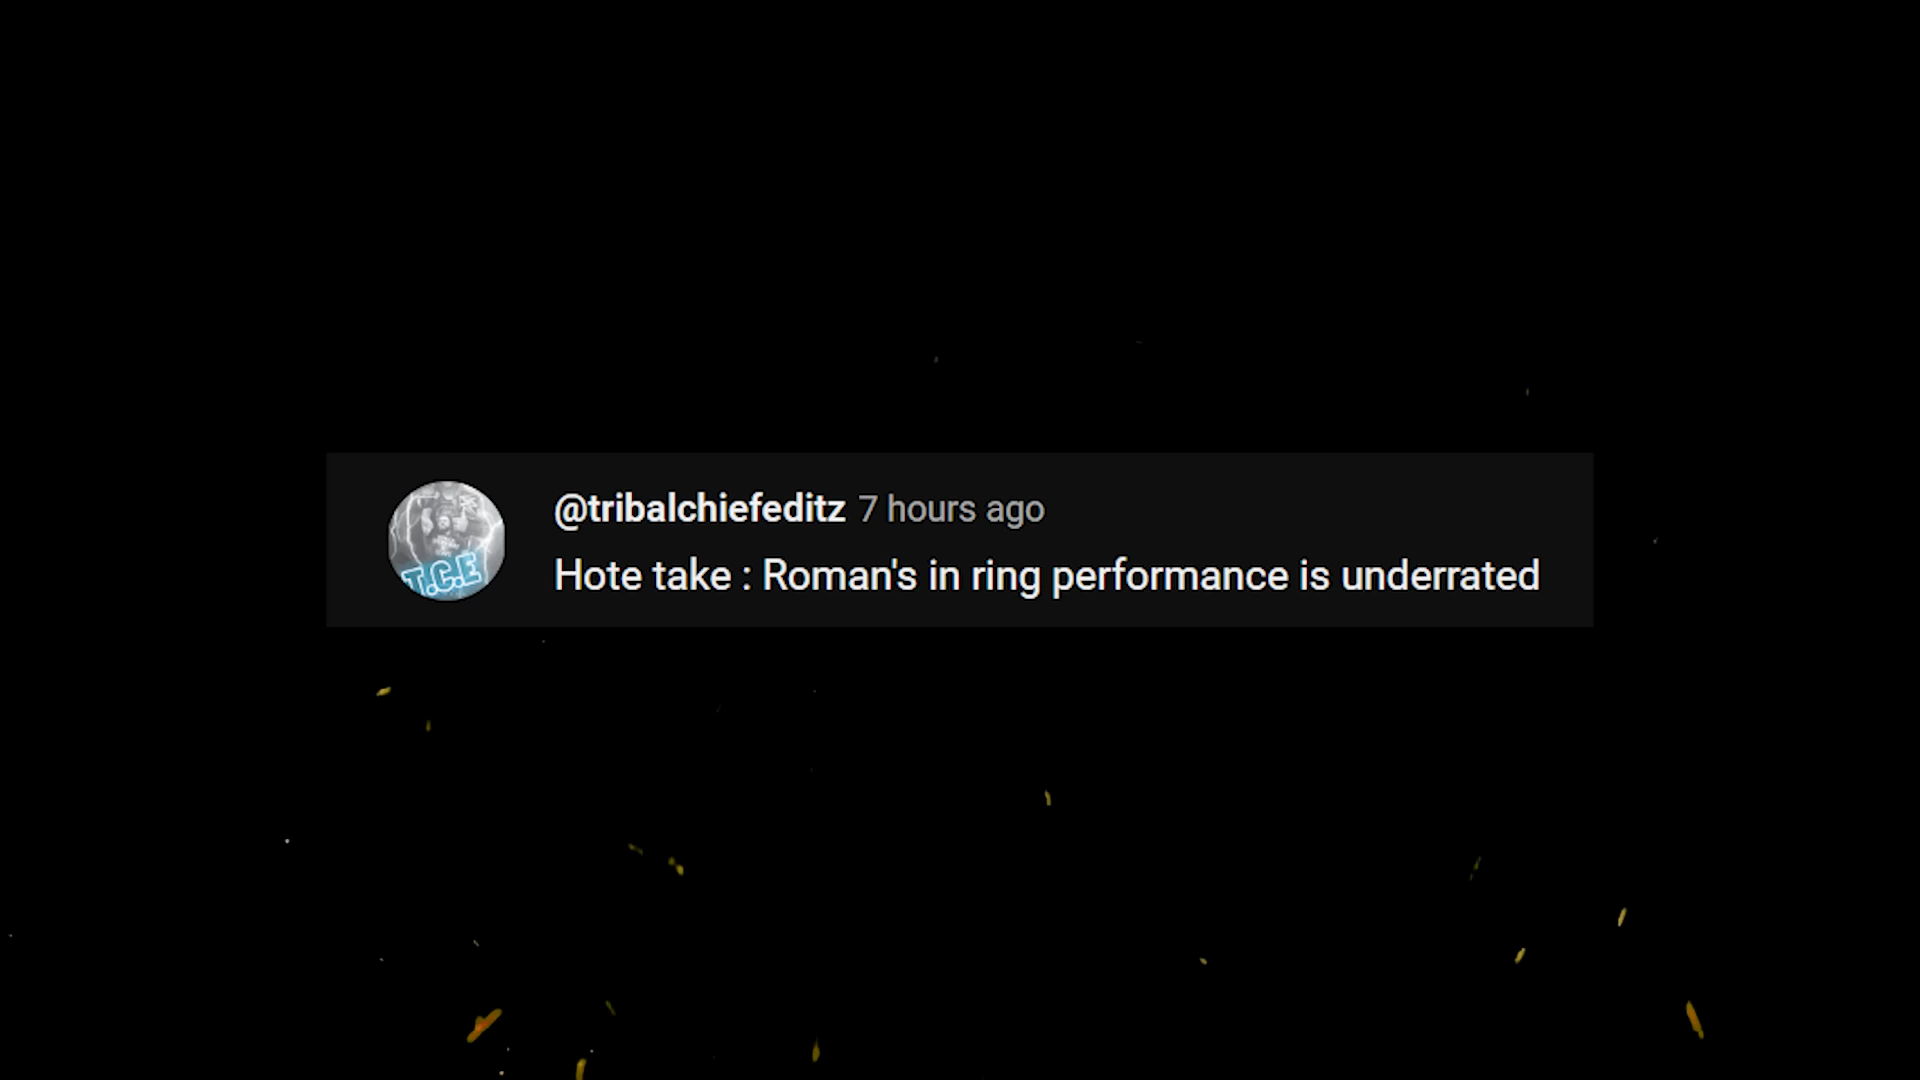 @tribalchiefeditz 7 hours ago
Hote take : Roman's in ring performance is underrated
T.C.E